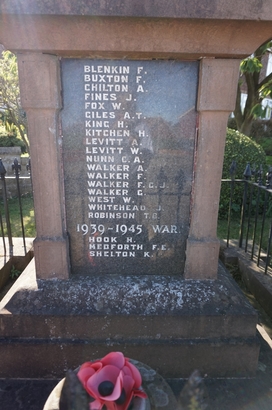 BLENKIN F.
BUXTON F.
CHILTON A.
FINES J.
FOX W.
GILES A.T.
KING H.
KITCHEN H.
LEVITT A.
LEVITT W.
NUNN C.A.
WALKER A.
WALKER F.
WALKER F.C.J.
WALKER G.
WEST W.
WHITEHEAD J.
ROBINSON T.G.
1939-1945 WAR.
HOOK H.
MEDFORTH F.E.
SHELTON K.